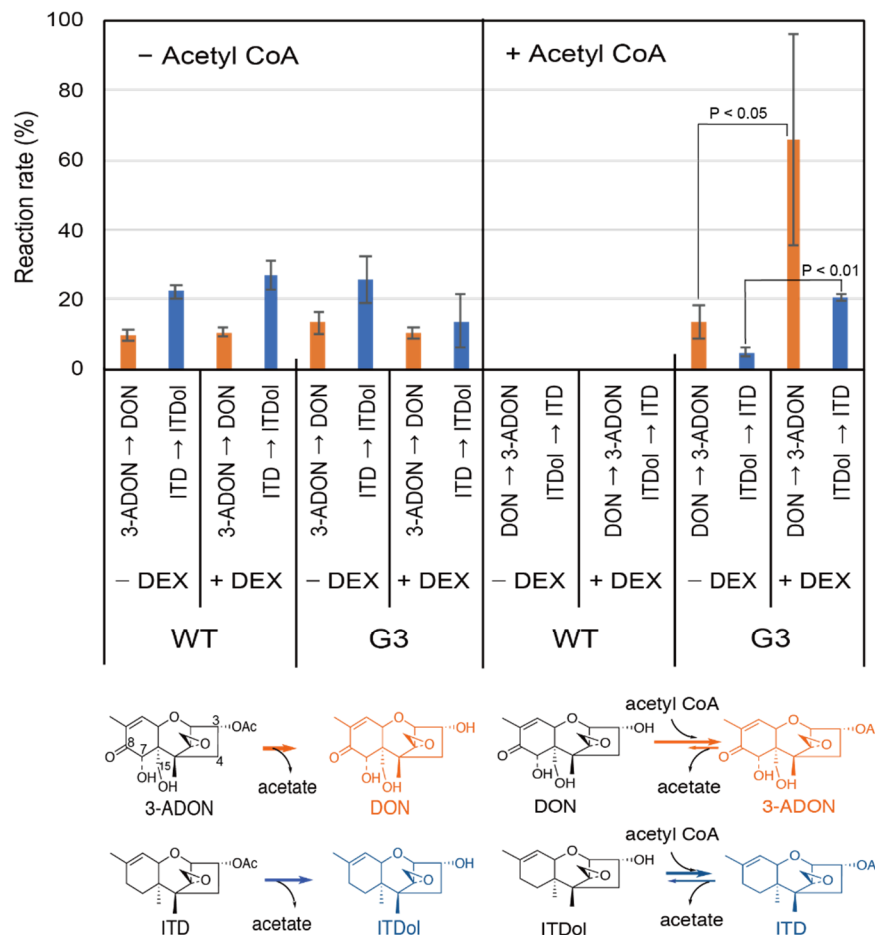 100
80
60
40
20
0
Reaction rate (%)
− Acetyl CoA
+ Acetyl CoA
P < 0.05
P < 0.01
3-ADON → DON
ITD → ITDol
3-ADON → DON
ITD → ITDol
3-ADON → DON
ITD → ITDol
3-ADON → DON
ITD → ITDol
DON → 3-ADON
ITDol → ITD
DON → 3-ADON
ITDol → ITD
DON → 3-ADON
ITDol → ITD
DON → 3-ADON
ITDol → ITD
− DEX
+ DEX
− DEX
+ DEX
− DEX
+ DEX
− DEX
+ DEX
WT
G3
WT
G3
O
3
OAc
8
7
O
O
15
4
OH
OH
3-ADON
acetate
O
OH
O
O
OH
OH
DON
O
OH
O
O
OH
OH
DON
acetyl CoA
acetate
O
OA
O
O
OH
OH
3-ADON
O
OAc
O
ITD
acetate
O
OH
O
ITDol
O
OH
O
ITDol
acetyl CoA
acetate
O
OA
O
ITD